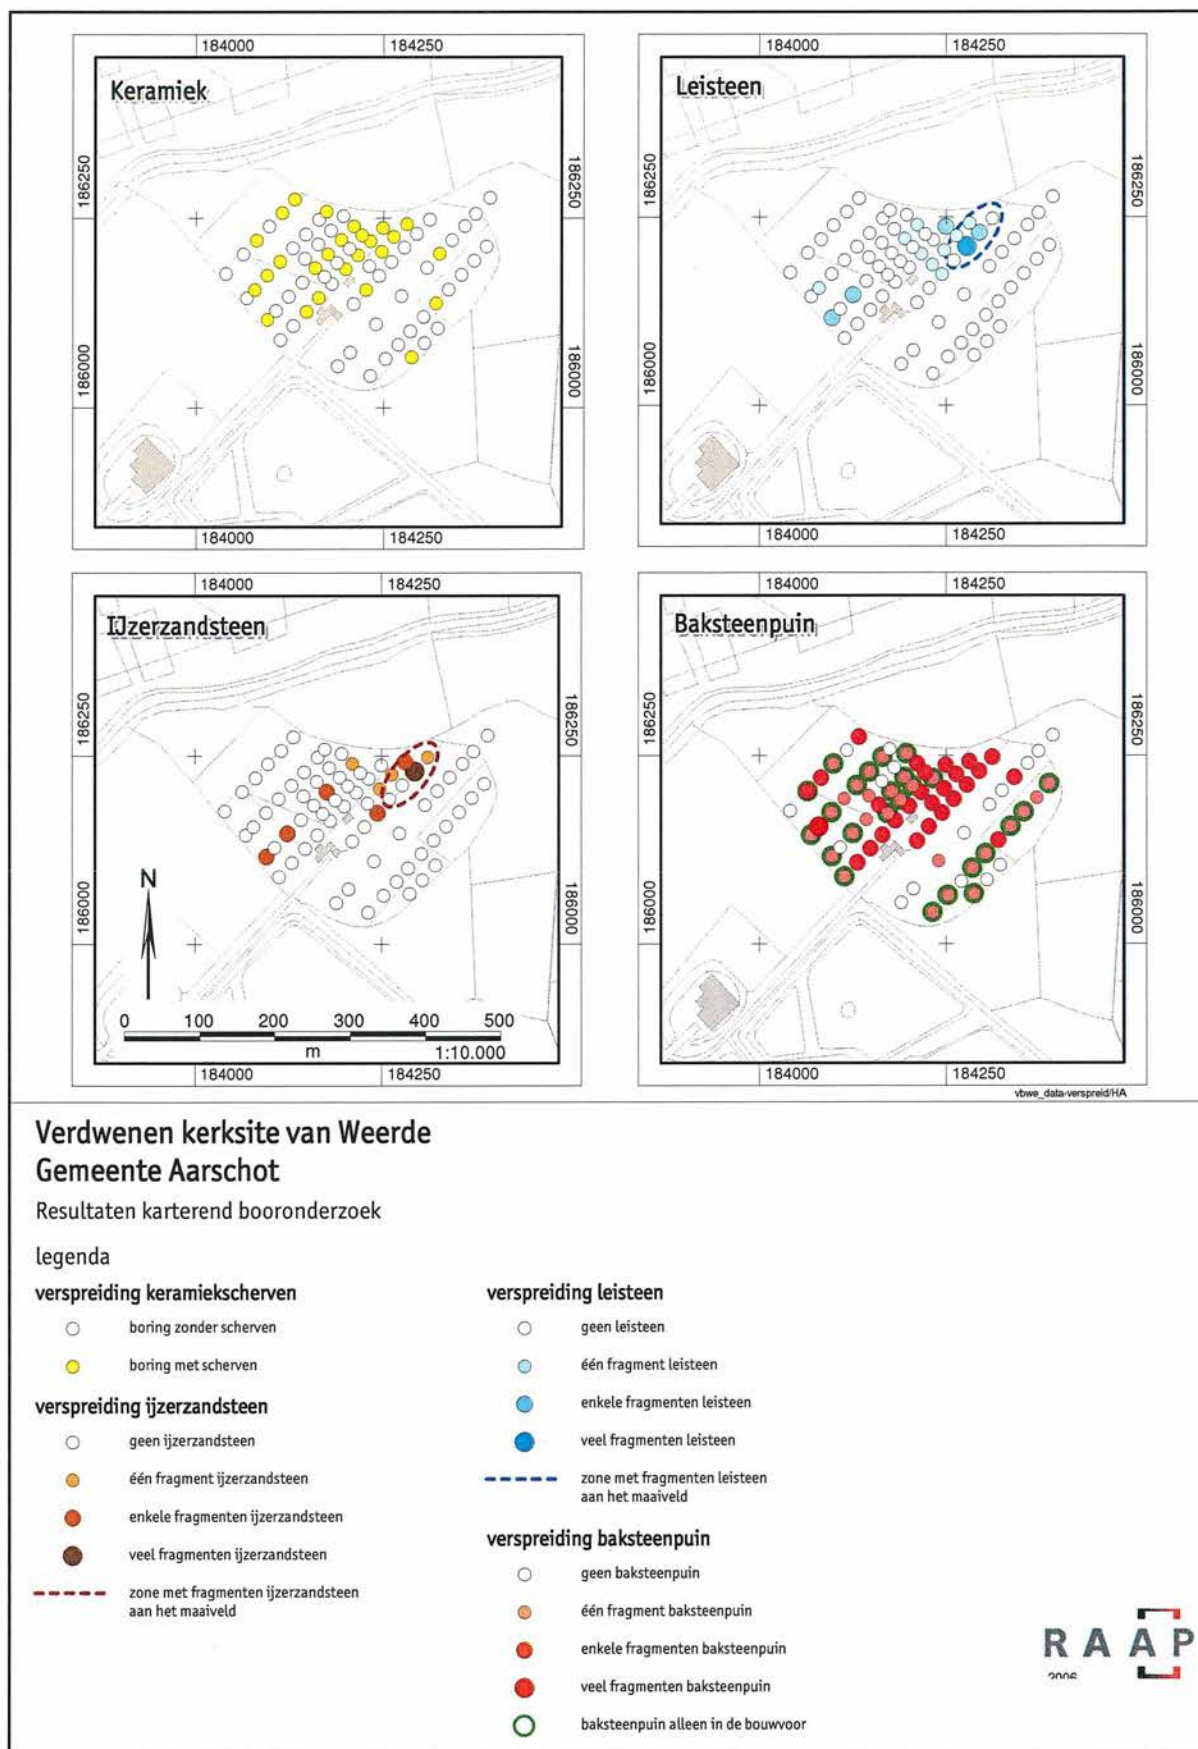 184000 184250
Keramiek
186250 186250
186000 186000
184000 184250
184000 184250
Leisteen
186250 186250
186000 186000
184000 184250
184000 184250
IJzerzandsteen
186250 186250
186000 186000
N
0 100 200 300 400 500
m 1:10.000
184000 184250
184000 184250
Baksteenpuin
186250 186250
186000 186000
184000 184250
vbwe_data-verspreid/HA
Verdwenen kerksite van Weerde
Gemeente Aarschot
Resultaten karterend booronderzoek
legenda
verspreiding keramiekscherven
boring zonder scherven
boring met scherven
verspreiding ijzerzandsteen
geen ijzerzandsteen
één fragment ijzerzandsteen
enkele fragmenten ijzerzandsteen
veel fragmenten ijzerzandsteen
zone met fragmenten ijzerzandsteen
aan het maaiveld
verspreiding leisteen
geen leisteen
één fragment leisteen
enkele fragmenten leisteen
veel fragmenten leisteen
zone met fragmenten leisteen
aan het maaiveld
verspreiding baksteenpuin
geen baksteenpuin
één fragment baksteenpuin
enkele fragmenten baksteenpuin
veel fragmenten baksteenpuin
baksteenpuin alleen in de bouwvoor
RAAP
2006